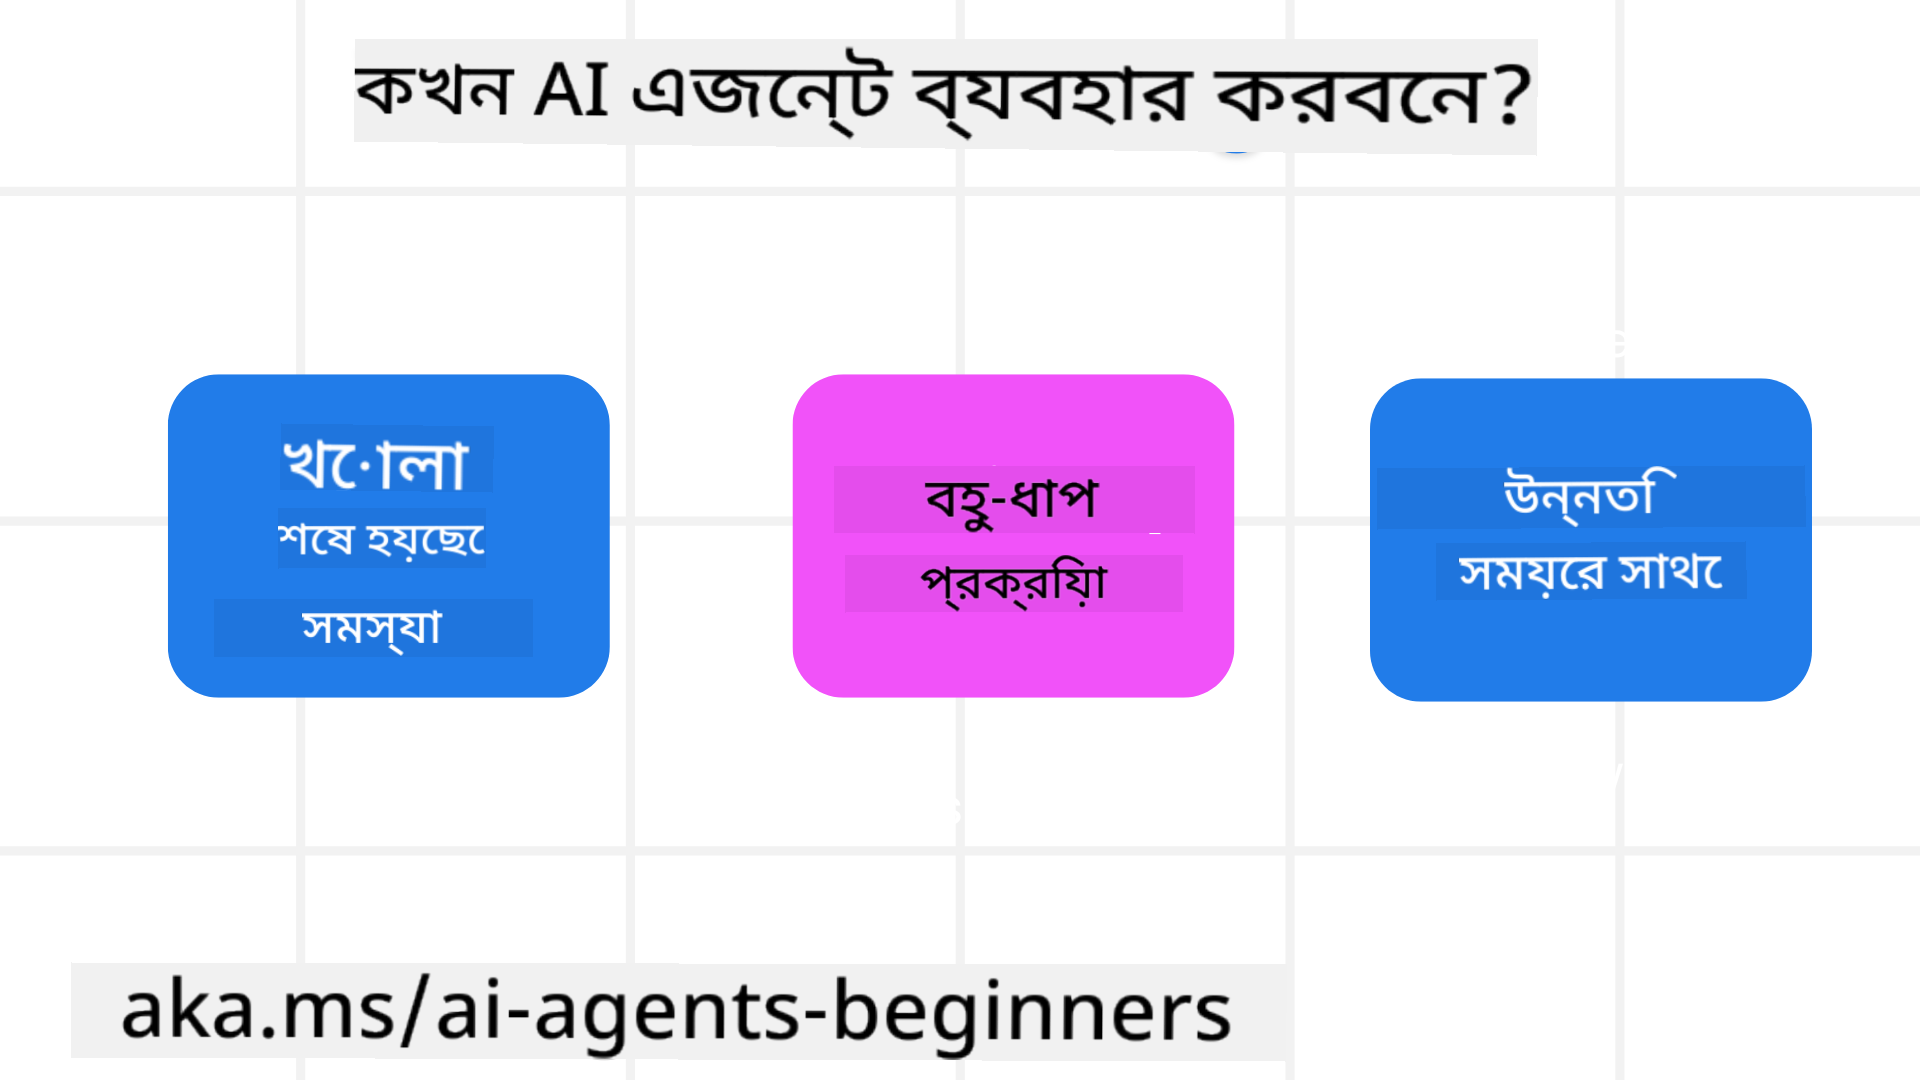 কখন AI এজেন্ট ব্যবহার করবেন?
খোলা
শেষ হয়েছে
সমস্যা
বহু-ধাপ
প্রক্রিয়া
উন্নতি
সময়ের সাথে
aka.ms/ai-agents-beginners